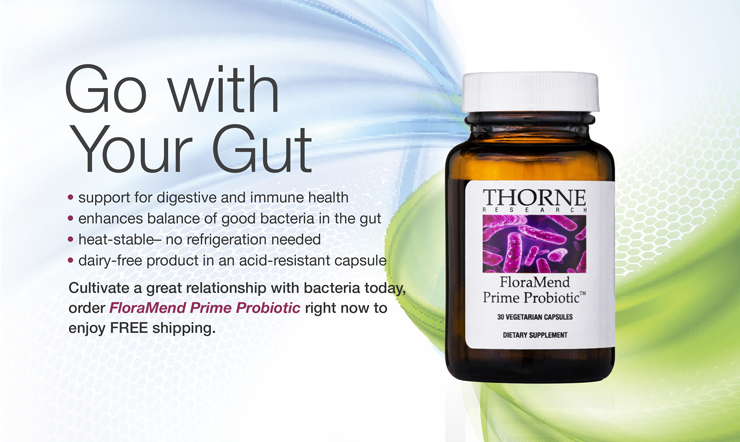 Go with
Your Gut
• support for digestive and immune health
• enhances balance of good bacteria in the gut
• heat-stable– no refrigeration needed
• dairy-free product in an acid-resistant capsule
Cultivate a great relationship with bacteria today,
order FloraMend Prime Probiotic right now to
enjoy FREE shipping.
THORNE
RESEARCH
FloraMend
Prime Probiotic™
30 VEGETARIAN CAPSULES
DIETARY SUPPLEMENT